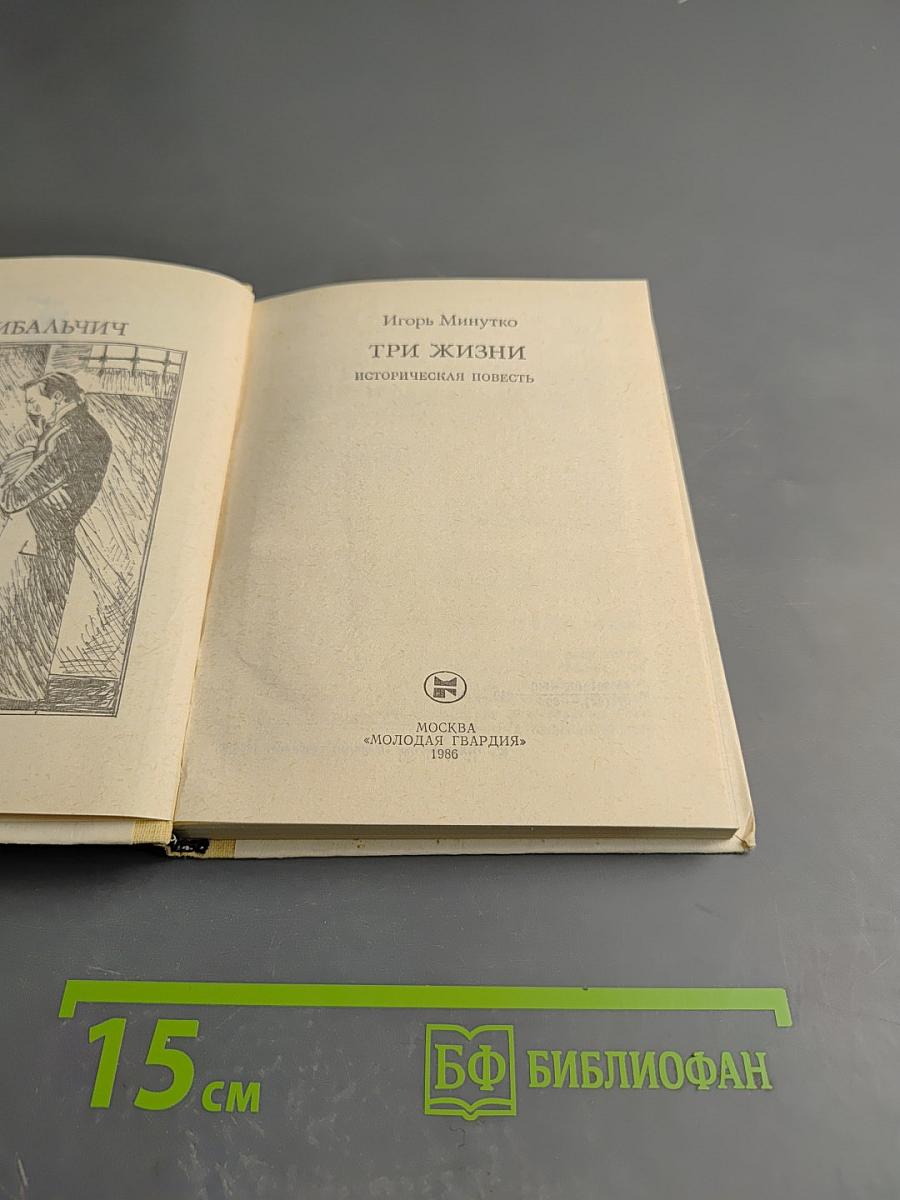 ИБАЛЬЧИЧ
Игорь Минутко
ТРИ ЖИЗНИ
ИСТОРИЧЕСКАЯ ПОВЕСТЬ
МОСКВА
«МОЛОДАЯ ГВАРДИЯ»
1986
15 см
БФ БИБЛИОФАН